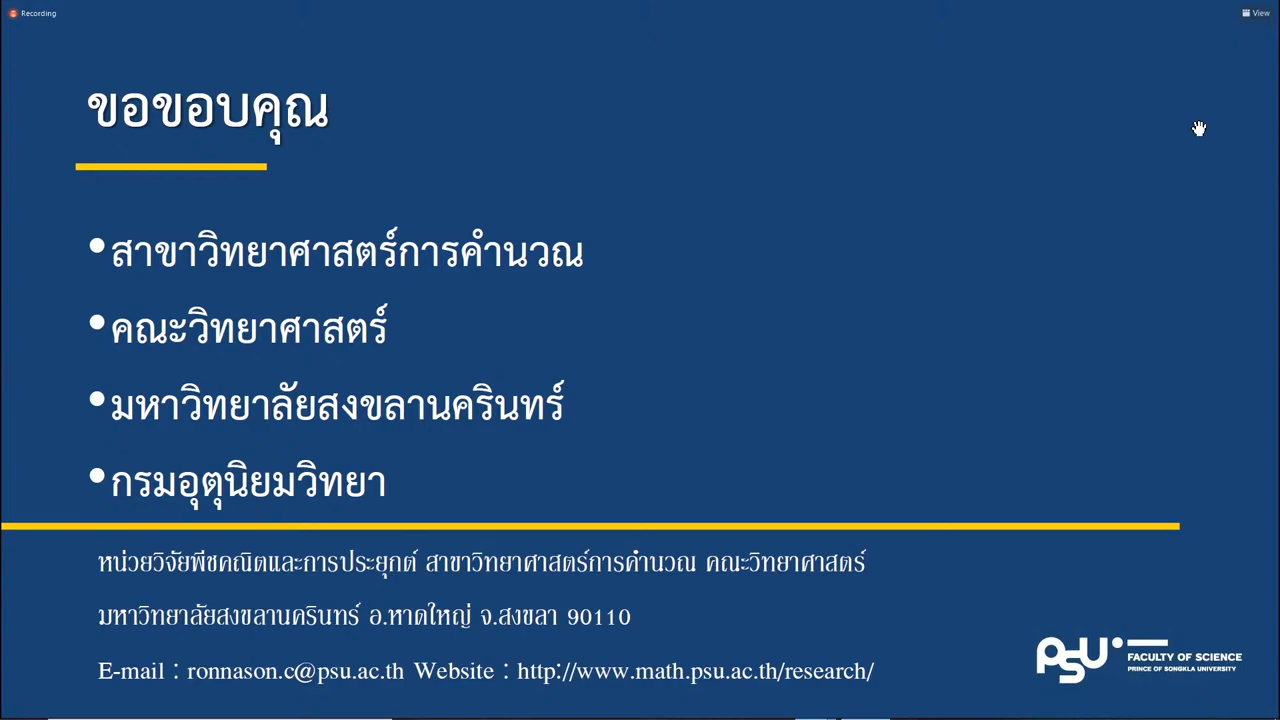 Recording
View
ขอขอบคุณ
•สาขาวิทยาศาสตร์การคำนวณ
•คณะวิทยาศาสตร์
•มหาวิทยาลัยสงขลานครินทร์
•กรมอุตุนิยมวิทยา
หน่วยวิจัยพีชคณิตและการประยุกต์ สาขาวิทยาศาสตร์การคำนวณ คณะวิทยาศาสตร์
มหาวิทยาลัยสงขลานครินทร์ อ.หาดใหญ่ จ.สงขลา 90110
E-mail : ronnason.c@psu.ac.th Website : http://www.math.psu.ac.th/research/
PSU
FACULTY OF SCIENCE
PRINCE OF SONGKLA UNIVERSITY